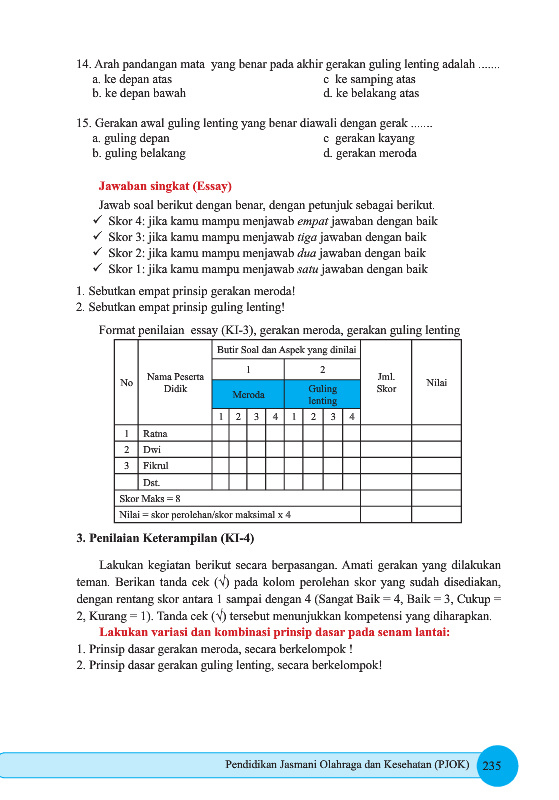 14. Arah pandangan mata yang benar pada akhir gerakan guling lenting adalah .......
a. ke depan atas
c ke samping atas
b. ke depan bawah
d. ke belakang atas
15. Gerakan awal guling lenting yang benar diawali dengan gerak .......
a. guling depan
c gerakan kayang
b. guling belakang
d. gerakan meroda
Jawaban singkat (Essay)
Jawab soal berikut dengan benar, dengan petunjuk sebagai berikut.
✓ Skor 4: jika kamu mampu menjawab empat jawaban dengan baik
✓ Skor 3: jika kamu mampu menjawab tiga jawaban dengan baik
✓ Skor 2: jika kamu mampu menjawab dua jawaban dengan baik
✓ Skor 1: jika kamu mampu menjawab satu jawaban dengan baik
1. Sebutkan empat prinsip gerakan meroda!
2. Sebutkan empat prinsip guling lenting!
Format penilaian essay (KI-3), gerakan meroda, gerakan guling lenting
No
Nama Peserta
Didik
Butir Soal dan Aspek yang dinilai
1 2
Meroda
Guling
lenting
1 2 3 4 1 2 3 4
Jml.
Skor
Nilai
1 Ratna
2 Dwi
3 Fikrul
Dst.
Skor Maks = 8
Nilai = skor perolehan/skor maksimal x 4
3. Penilaian Keterampilan (KI-4)
Lakukan kegiatan berikut secara berpasangan. Amati gerakan yang dilakukan
teman. Berikan tanda cek (√) pada kolom perolehan skor yang sudah disediakan,
dengan rentang skor antara 1 sampai dengan 4 (Sangat Baik = 4, Baik = 3, Cukup =
2, Kurang = 1). Tanda cek (√) tersebut menunjukkan kompetensi yang diharapkan.
Lakukan variasi dan kombinasi prinsip dasar pada senam lantai:
1. Prinsip dasar gerakan meroda, secara berkelompok !
2. Prinsip dasar gerakan guling lenting, secara berkelompok!
Pendidikan Jasmani Olahraga dan Kesehatan (PJOK) 235